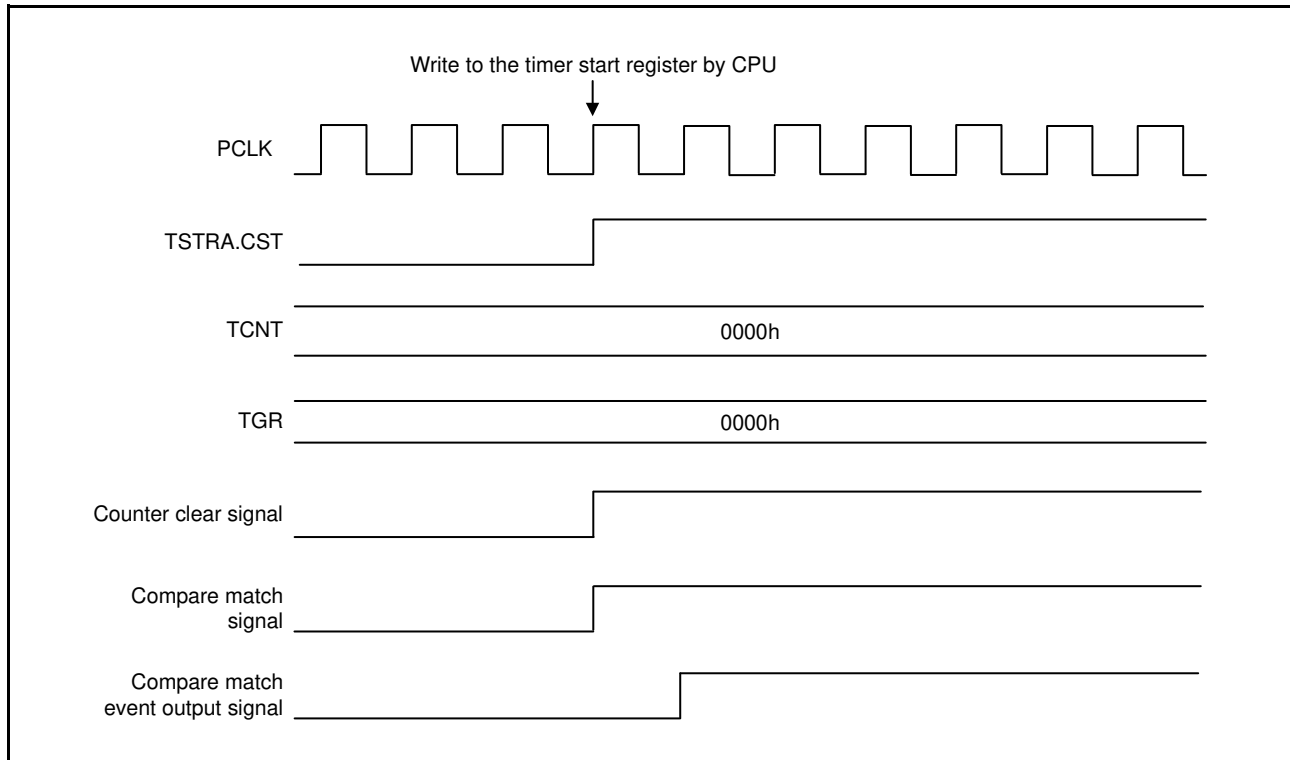 Write to the timer start register by CPU
PCLK
TSTRA.CST
TCNT
0000h
TGR
0000h
Counter clear signal
Compare match
signal
Compare match
event output signal